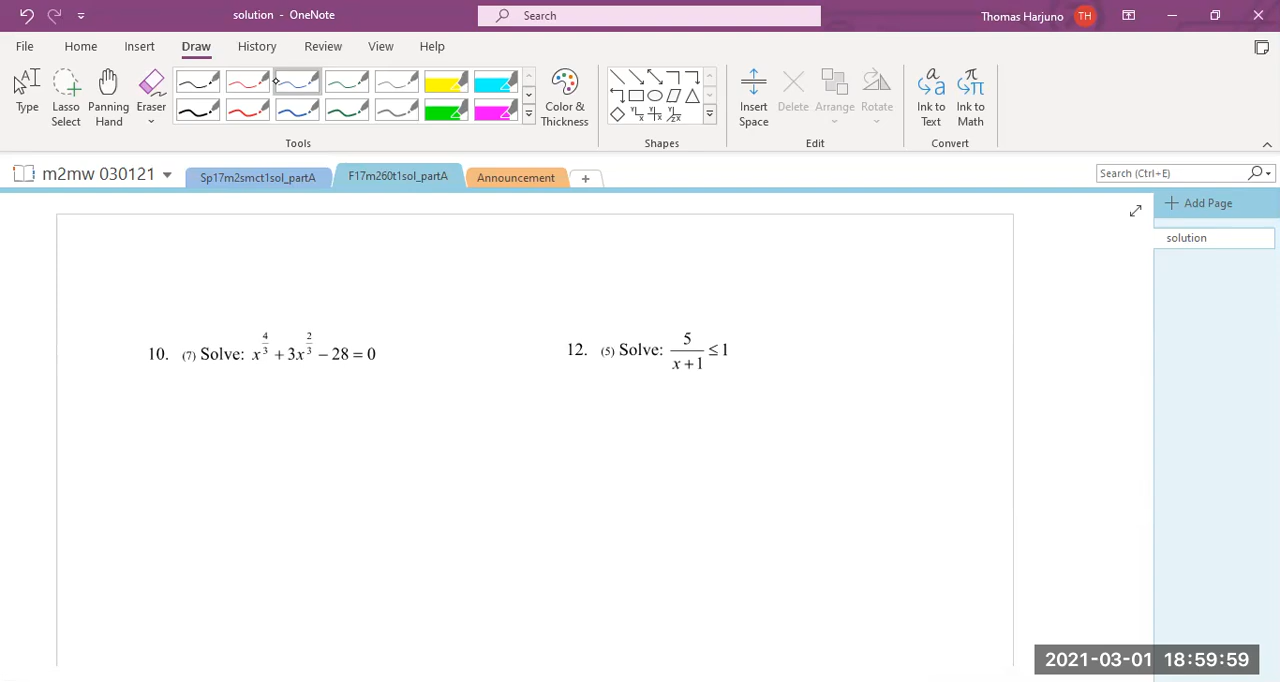 solution - OneNote
Search
Thomas Harjuno
TH
File
Home
Insert
Draw
History
Review
View
Help
Type
Lasso Select
Panning Hand
Eraser
Color & Thickness
Insert Space
Delete
Arrange
Rotate
Ink to Text
Ink to Math
Tools
Shapes
Edit
Convert
m2mw 030121
Sp17m2smct1sol_partA
F17m260t1sol_partA
Announcement
Search (Ctrl+E)
Add Page
solution
10. (7) Solve: x^{4/3} + 3x^{2/3} − 28 = 0
12. (5) Solve: 5/(x + 1) ≤ 1
2021-03-01 18:59:59